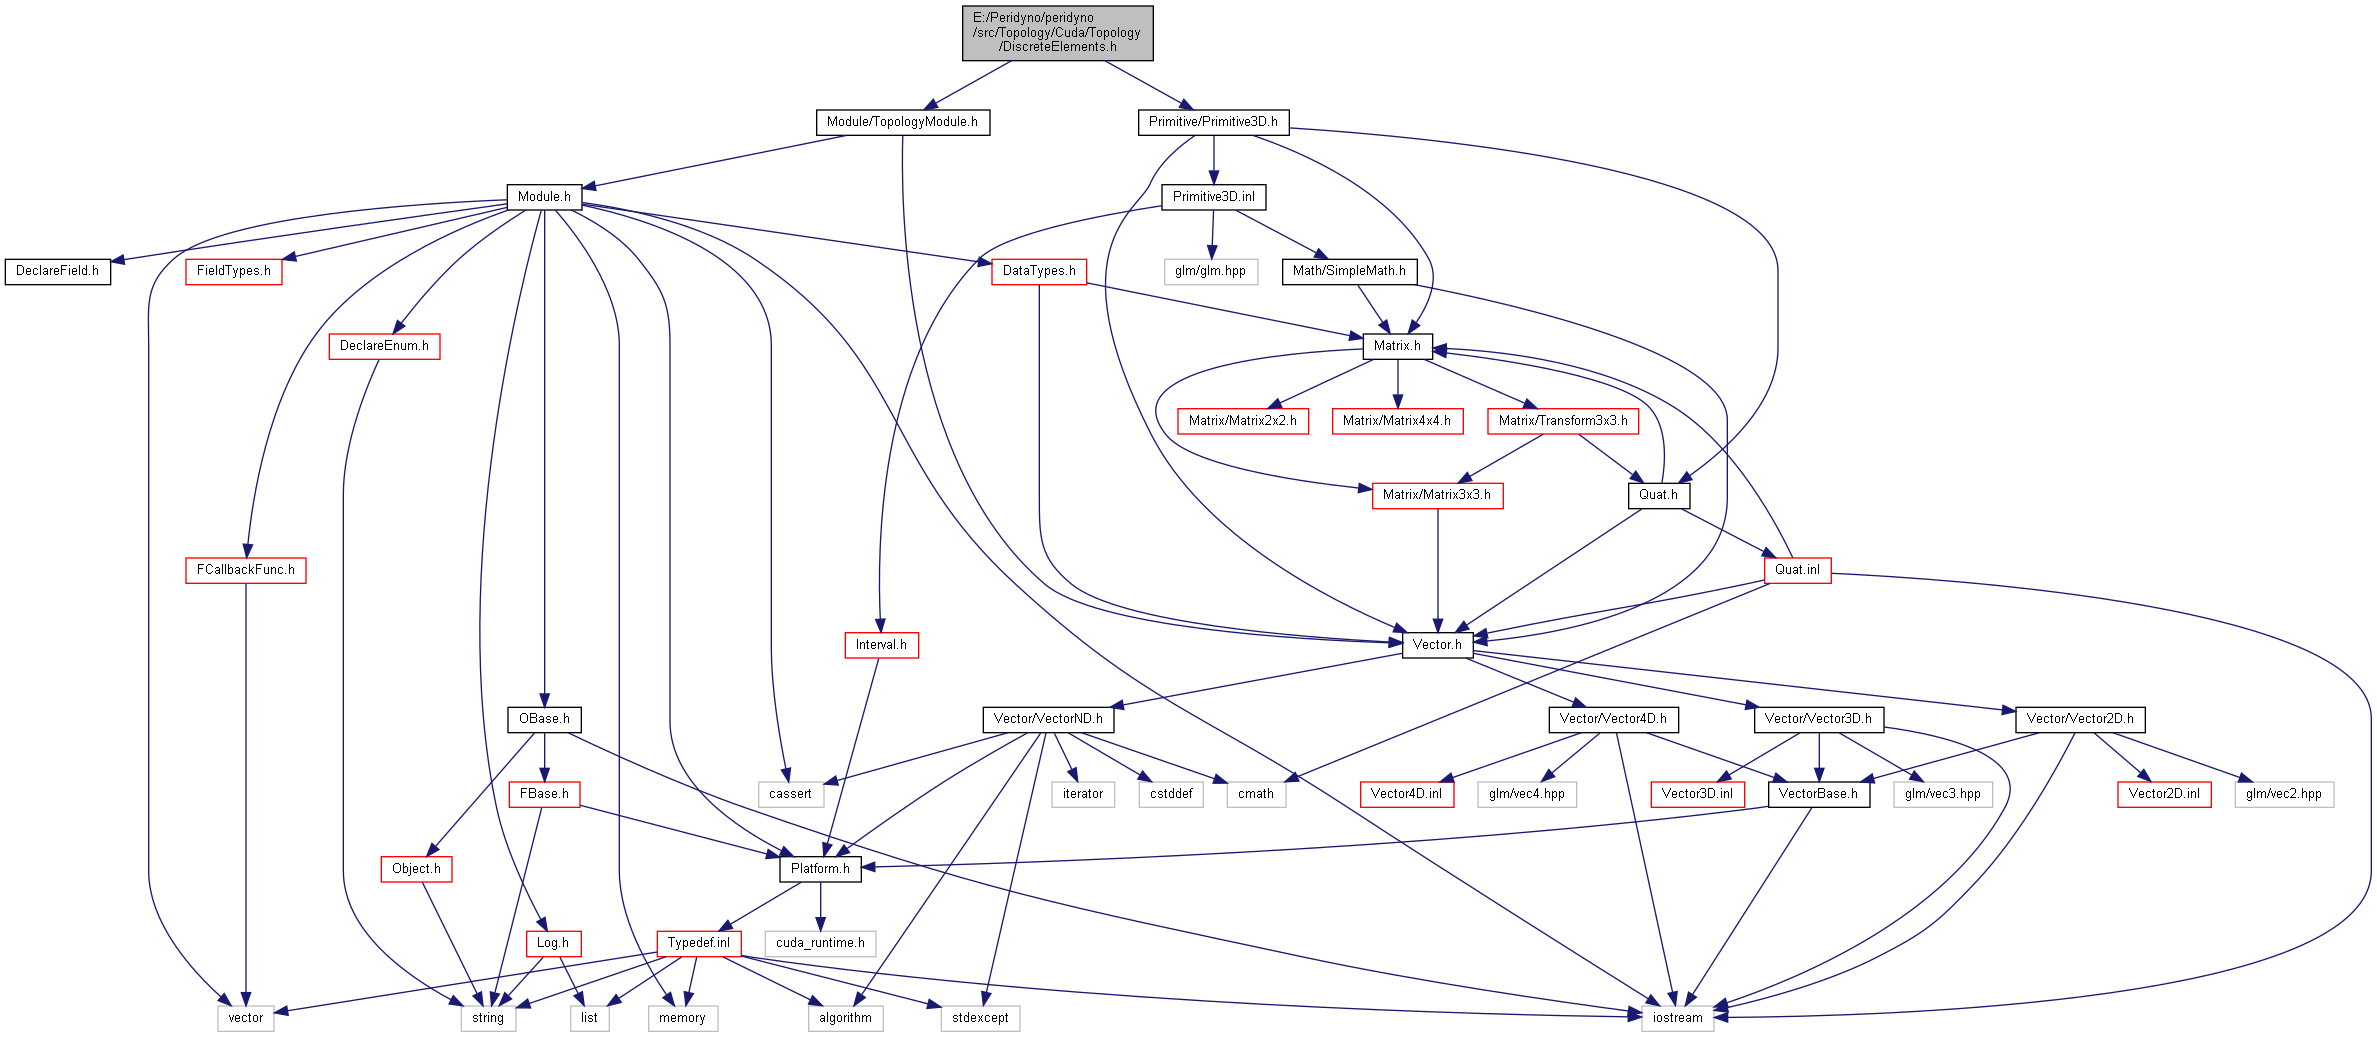 E:/Peridyno/peridyno
/src/Topology/Cuda/Topology
/DiscreteElements.h
Module/TopologyModule.h
Primitive/Primitive3D.h
Module.h
Primitive3D.inl
DeclareField.h
FieldTypes.h
DataTypes.h
glm/glm.hpp
Math/SimpleMath.h
DeclareEnum.h
Matrix.h
Matrix/Matrix2x2.h
Matrix/Matrix4x4.h
Matrix/Transform3x3.h
Matrix/Matrix3x3.h
Quat.h
FCallbackFunc.h
Quat.inl
Interval.h
Vector.h
OBase.h
Vector/VectorND.h
Vector/Vector4D.h
Vector/Vector3D.h
Vector/Vector2D.h
FBase.h
cassert
iterator
cstddef
cmath
Vector4D.inl
glm/vec4.hpp
Vector3D.inl
VectorBase.h
glm/vec3.hpp
Vector2D.inl
glm/vec2.hpp
Object.h
Platform.h
Log.h
Typedef.inl
cuda_runtime.h
vector
string
list
memory
algorithm
stdexcept
iostream